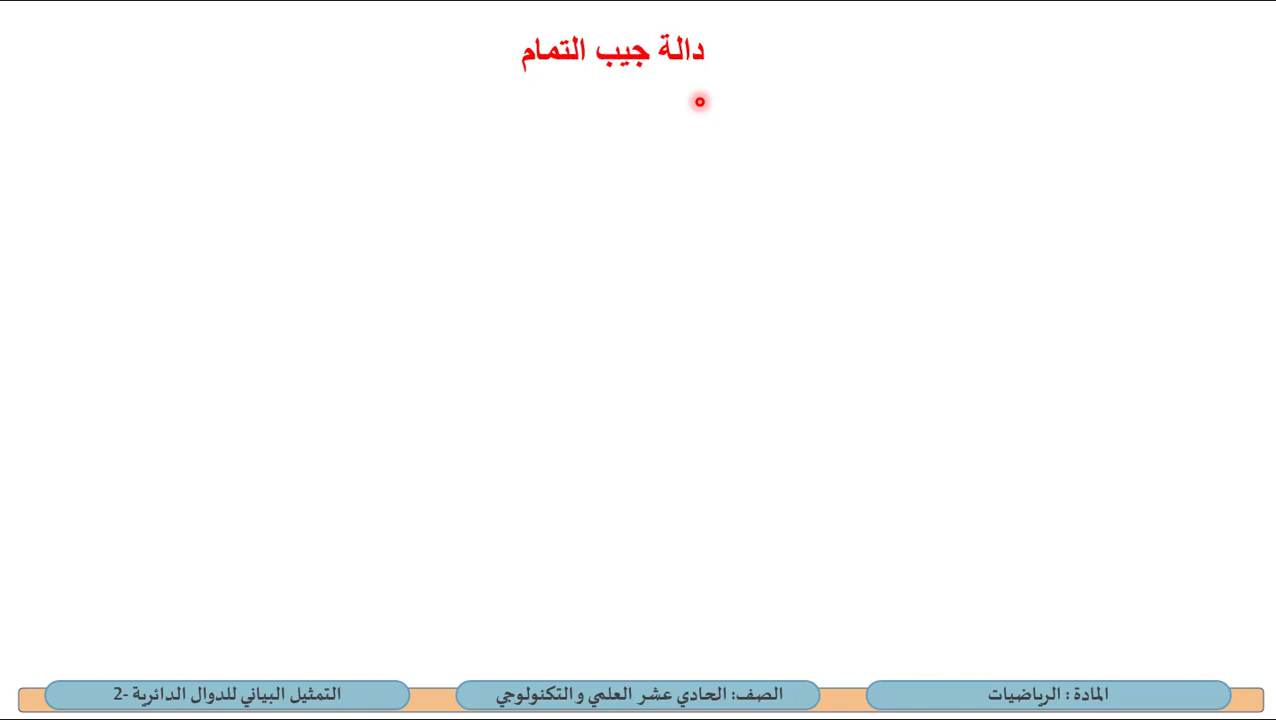 دالة جيب التمام
المادة : الرياضيات
الصف: الحادي عشر العلمي و التكنولوجي
التمثيل البياني للدوال الدائرية -2